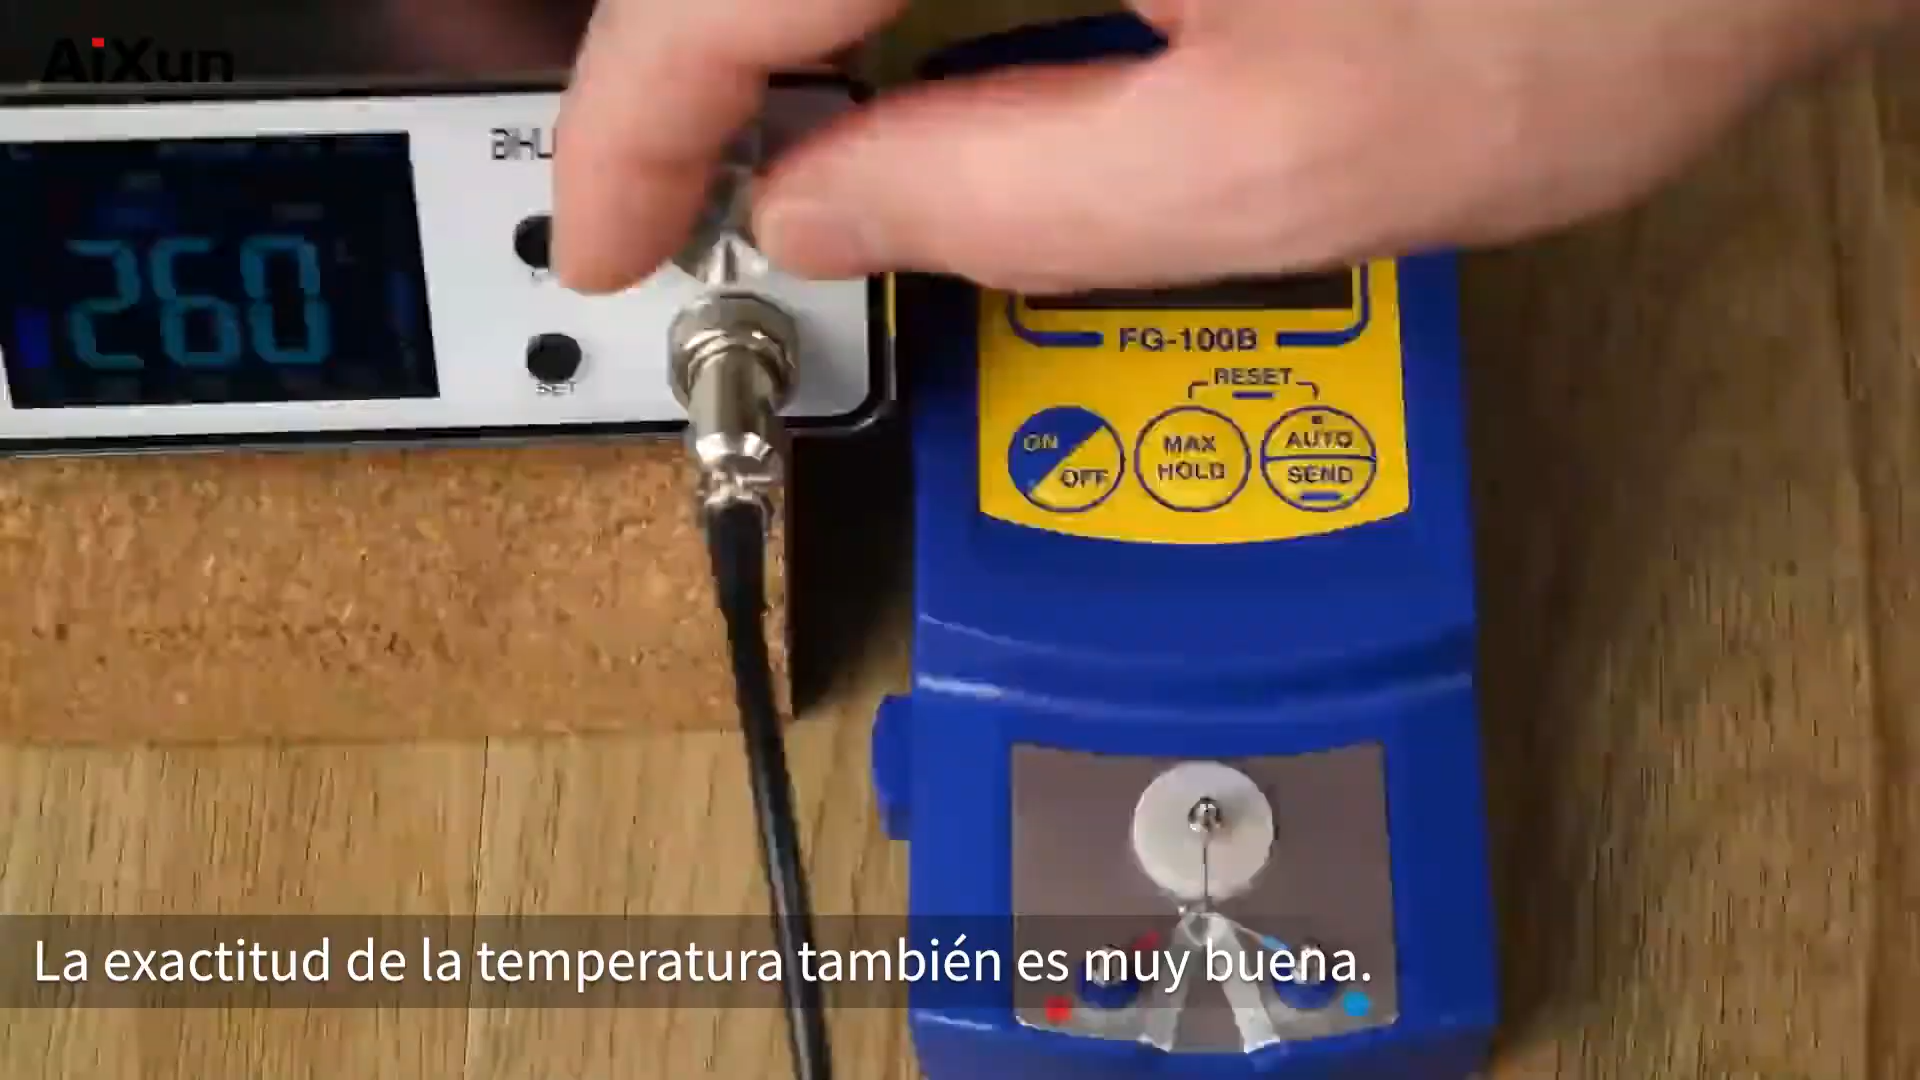 AiXun
260
SET
FG-100B
RESET
ON
OFF
MAX
HOLD
AUTO
SEND
La exactitud de la temperatura también es muy buena.